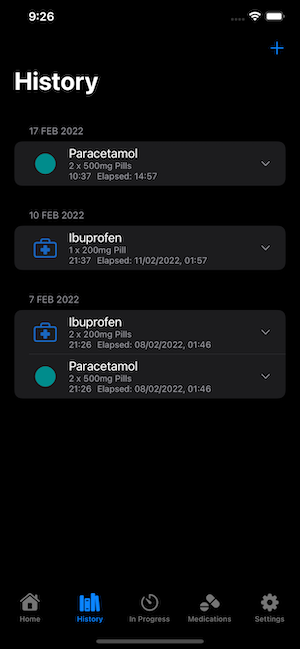 9:26
History
17 FEB 2022
Paracetamol
2 x 500mg Pills
10:37 Elapsed: 14:57
10 FEB 2022
Ibuprofen
1 x 200mg Pill
21:37 Elapsed: 11/02/2022, 01:57
7 FEB 2022
Ibuprofen
2 x 200mg Pills
21:26 Elapsed: 08/02/2022, 01:46
Paracetamol
2 x 500mg Pills
21:26 Elapsed: 08/02/2022, 01:46
Home History In Progress Medications Settings